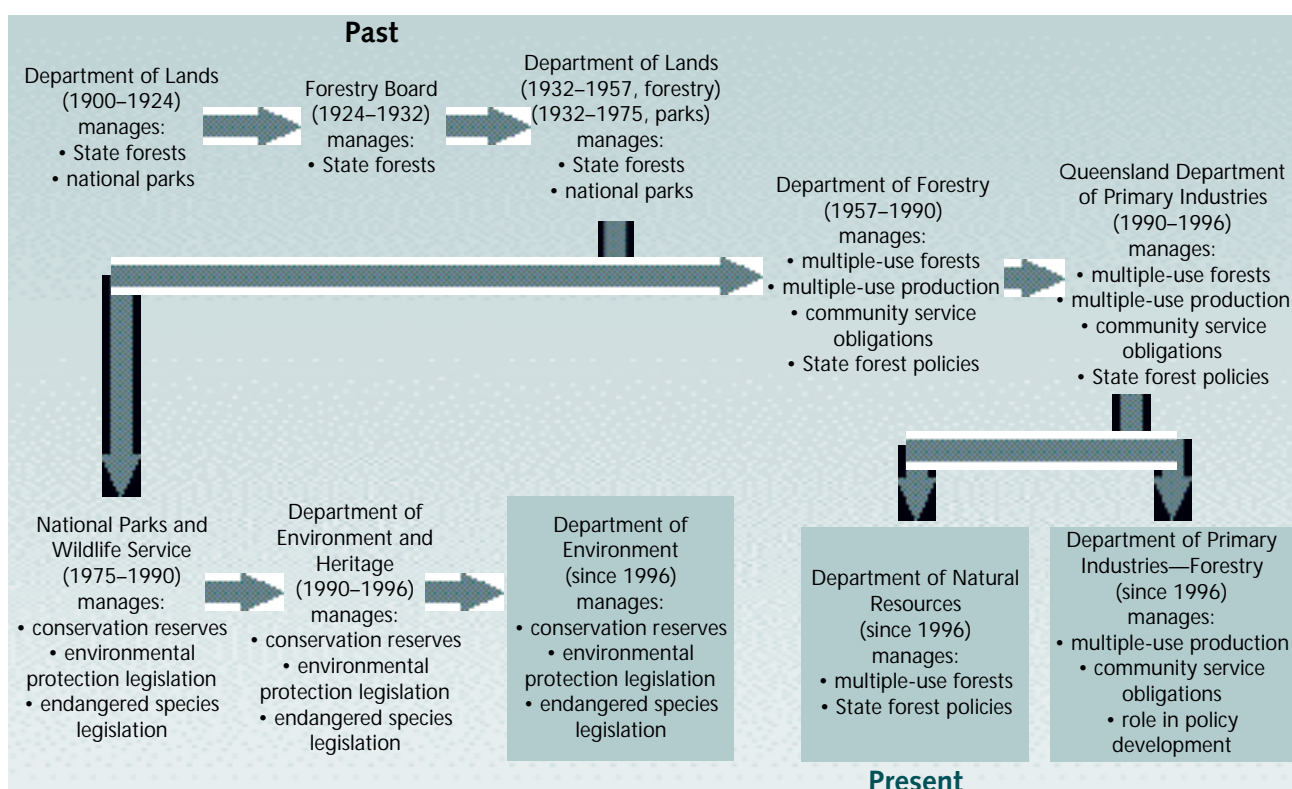 Past
Department of Lands
(1900–1924)
manages:
• State forests
• national parks
Forestry Board
(1924–1932)
manages:
• State forests
Department of Lands
(1932–1957, forestry)
(1932–1975, parks)
manages:
• State forests
• national parks
Department of Forestry
(1957–1990)
manages:
• multiple-use forests
• multiple-use production
• community service
obligations
• State forest policies
Queensland Department
of Primary Industries
(1990–1996)
manages:
• multiple-use forests
• multiple-use production
• community service
obligations
• State forest policies
National Parks and
Wildlife Service
(1975–1990)
manages:
• conservation reserves
• environmental
protection legislation
• endangered species
legislation
Department of
Environment and
Heritage
(1990–1996)
manages:
• conservation reserves
• environmental
protection legislation
• endangered species
legislation
Department of
Environment
(since 1996)
manages:
• conservation reserves
• environmental
protection legislation
• endangered species
legislation
Department of Natural
Resources
(since 1996)
manages:
• multiple-use forests
• State forest policies
Department of Primary
Industries—Forestry
(since 1996)
manages:
• multiple-use production
• community service
obligations
• role in policy
development
Present